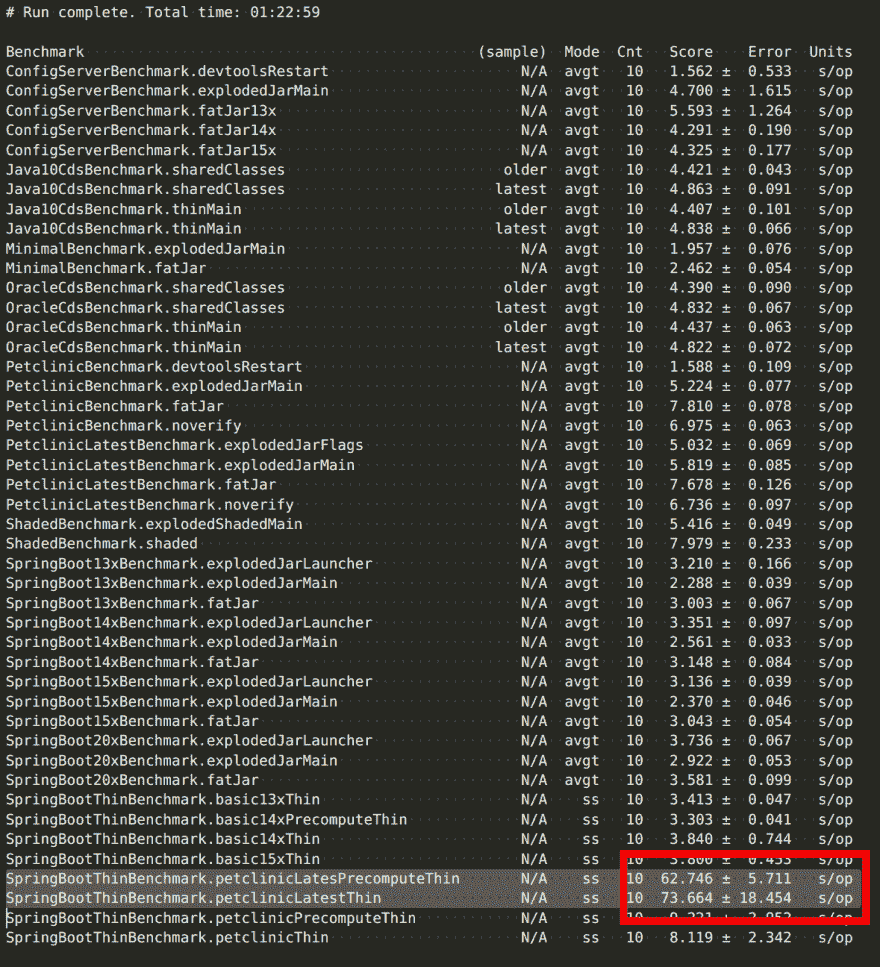 # Run complete. Total time: 01:22:59
Benchmark (sample) Mode Cnt Score Error Units
ConfigServerBenchmark.devtoolsRestart N/A avgt 10 1.562 ± 0.533 s/op
ConfigServerBenchmark.explodedJarMain N/A avgt 10 4.700 ± 1.615 s/op
ConfigServerBenchmark.fatJar13x N/A avgt 10 5.593 ± 1.264 s/op
ConfigServerBenchmark.fatJar14x N/A avgt 10 4.291 ± 0.190 s/op
ConfigServerBenchmark.fatJar15x N/A avgt 10 4.325 ± 0.177 s/op
Java10CdsBenchmark.sharedClasses older avgt 10 4.421 ± 0.043 s/op
Java10CdsBenchmark.sharedClasses latest avgt 10 4.863 ± 0.091 s/op
Java10CdsBenchmark.thinMain older avgt 10 4.407 ± 0.101 s/op
Java10CdsBenchmark.thinMain latest avgt 10 4.838 ± 0.066 s/op
MinimalBenchmark.explodedJarMain N/A avgt 10 1.957 ± 0.076 s/op
MinimalBenchmark.fatJar N/A avgt 10 2.462 ± 0.054 s/op
OracleCdsBenchmark.sharedClasses older avgt 10 4.390 ± 0.090 s/op
OracleCdsBenchmark.sharedClasses latest avgt 10 4.832 ± 0.067 s/op
OracleCdsBenchmark.thinMain older avgt 10 4.437 ± 0.063 s/op
OracleCdsBenchmark.thinMain latest avgt 10 4.822 ± 0.072 s/op
PetclinicBenchmark.devtoolsRestart N/A avgt 10 1.588 ± 0.109 s/op
PetclinicBenchmark.explodedJarMain N/A avgt 10 5.224 ± 0.077 s/op
PetclinicBenchmark.fatJar N/A avgt 10 7.810 ± 0.078 s/op
PetclinicBenchmark.noverify N/A avgt 10 6.975 ± 0.063 s/op
PetclinicLatestBenchmark.explodedJarFlags N/A avgt 10 5.032 ± 0.069 s/op
PetclinicLatestBenchmark.explodedJarMain N/A avgt 10 5.819 ± 0.085 s/op
PetclinicLatestBenchmark.fatJar N/A avgt 10 7.678 ± 0.126 s/op
PetclinicLatestBenchmark.noverify N/A avgt 10 6.736 ± 0.097 s/op
ShadedBenchmark.explodedShadedMain N/A avgt 10 5.416 ± 0.049 s/op
ShadedBenchmark.shaded N/A avgt 10 7.979 ± 0.233 s/op
SpringBoot13xBenchmark.explodedJarLauncher N/A avgt 10 3.210 ± 0.166 s/op
SpringBoot13xBenchmark.explodedJarMain N/A avgt 10 2.288 ± 0.039 s/op
SpringBoot13xBenchmark.fatJar N/A avgt 10 3.003 ± 0.067 s/op
SpringBoot14xBenchmark.explodedJarLauncher N/A avgt 10 3.351 ± 0.097 s/op
SpringBoot14xBenchmark.explodedJarMain N/A avgt 10 2.561 ± 0.033 s/op
SpringBoot14xBenchmark.fatJar N/A avgt 10 3.148 ± 0.084 s/op
SpringBoot15xBenchmark.explodedJarLauncher N/A avgt 10 3.136 ± 0.039 s/op
SpringBoot15xBenchmark.explodedJarMain N/A avgt 10 2.370 ± 0.046 s/op
SpringBoot15xBenchmark.fatJar N/A avgt 10 3.043 ± 0.054 s/op
SpringBoot20xBenchmark.explodedJarLauncher N/A avgt 10 3.736 ± 0.067 s/op
SpringBoot20xBenchmark.explodedJarMain N/A avgt 10 2.922 ± 0.053 s/op
SpringBoot20xBenchmark.fatJar N/A avgt 10 3.581 ± 0.099 s/op
SpringBootThinBenchmark.basic13xThin N/A ss 10 3.413 ± 0.047 s/op
SpringBootThinBenchmark.basic14xPrecomputeThin N/A ss 10 3.303 ± 0.041 s/op
SpringBootThinBenchmark.basic14xThin N/A ss 10 3.840 ± 0.744 s/op
SpringBootThinBenchmark.basic15xThin N/A ss 10 ± s/op
SpringBootThinBenchmark.petclinicLatesPrecomputeThin N/A ss 10 62.746 ± 5.711 s/op
SpringBootThinBenchmark.petclinicLatestThin N/A ss 10 73.664 ± 18.454 s/op
SpringBootThinBenchmark.petclinicPrecomputeThin N/A ss 10 ± s/op
SpringBootThinBenchmark.petclinicThin N/A ss 10 8.119 ± 2.342 s/op